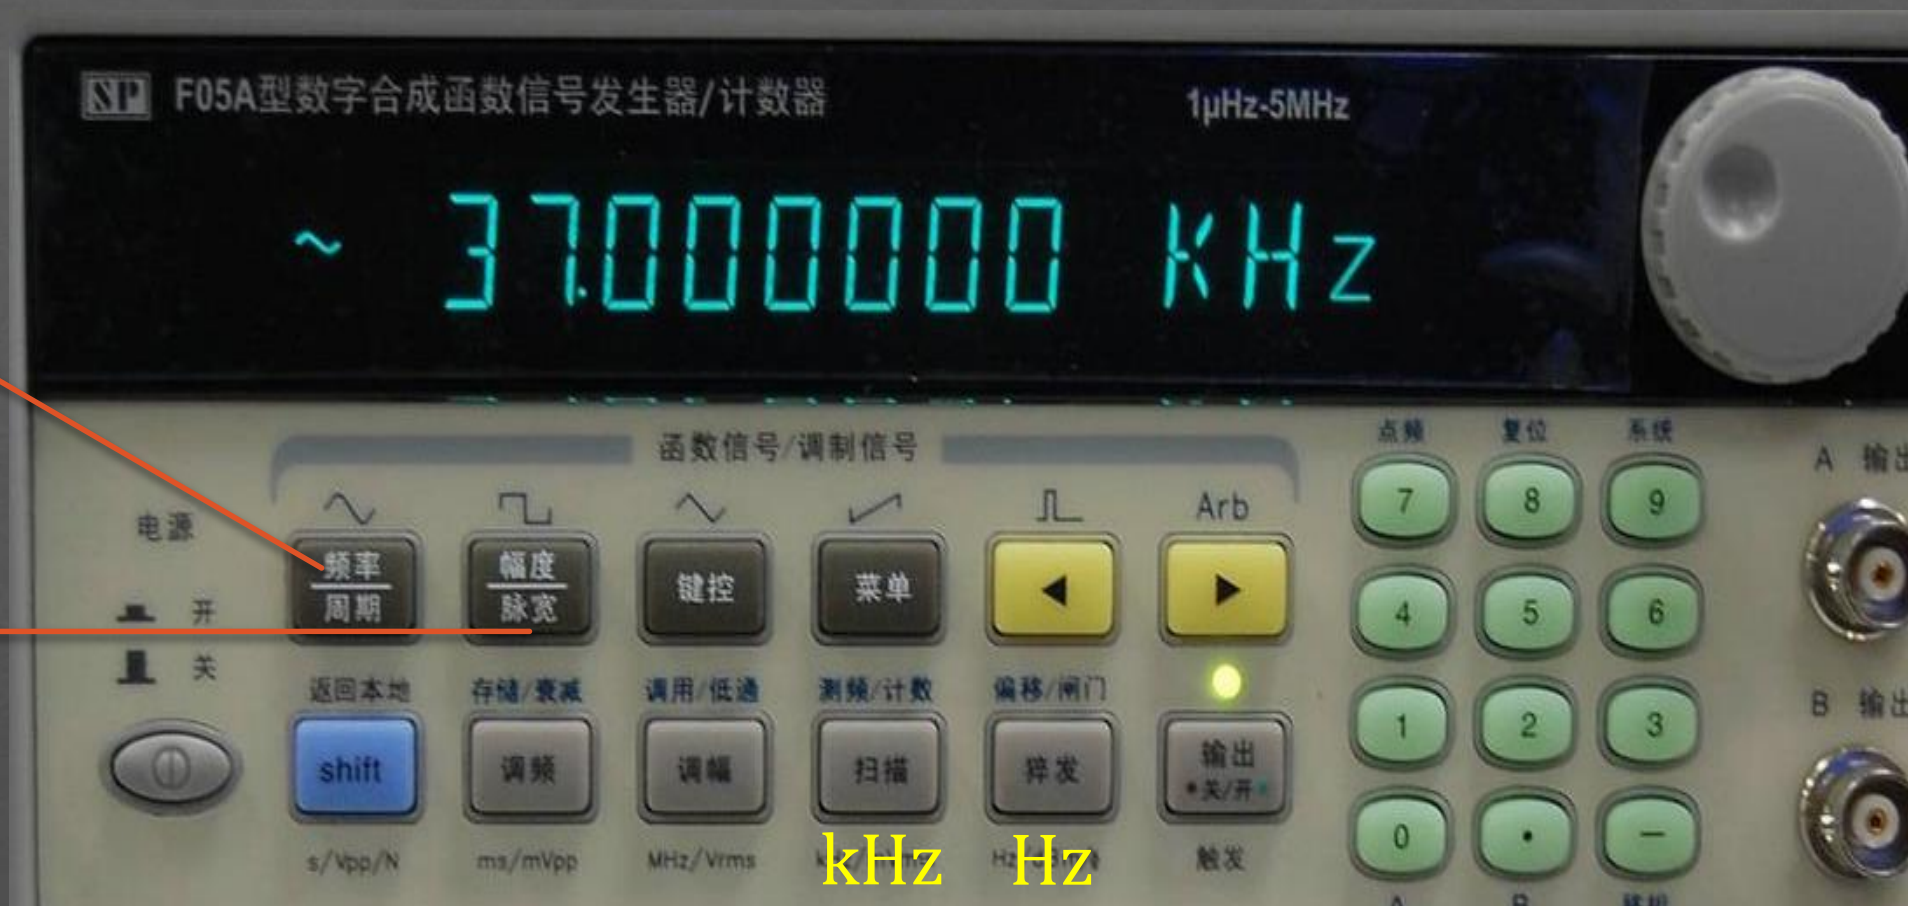 SP F05A型数字合成函数信号发生器/计数器 1μHz-5MHz
~ 37.000000 KHz
函数信号/调制信号
点频 复位 系统
Arb
7 8 9
A 输出
电源
频率 幅度 键控 菜单 ◀ ▶
周期 脉宽
4 5 6
开
关
返回本地 存储/衰减 调用/低通 测频/计数 偏移/闸门
1 2 3
B 输出
shift 调频 调幅 扫描 猝发 输出
关/开
0 . −
s/Vpp/N ms/mVpp MHz/Vrms kHz Hz 触发